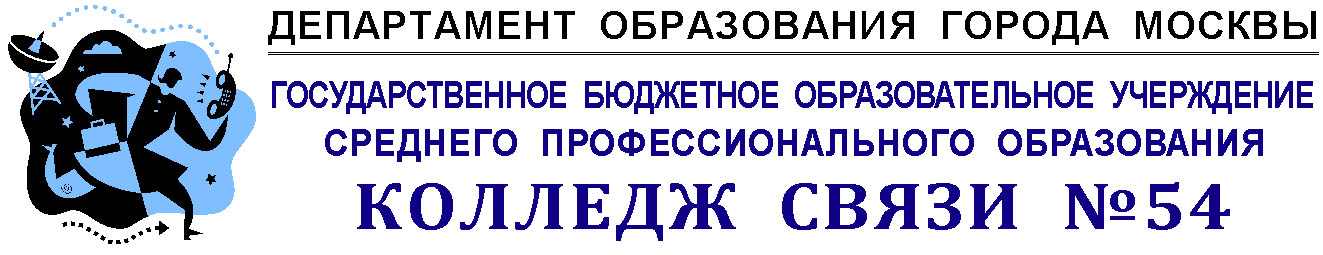 ДЕПАРТАМЕНТ ОБРАЗОВАНИЯ ГОРОДА МОСКВЫ
ГОСУДАРСТВЕННОЕ БЮДЖЕТНОЕ ОБРАЗОВАТЕЛЬНОЕ УЧЕРЖДЕНИЕ
СРЕДНЕГО ПРОФЕССИОНАЛЬНОГО ОБРАЗОВАНИЯ
КОЛЛЕДЖ СВЯЗИ №54